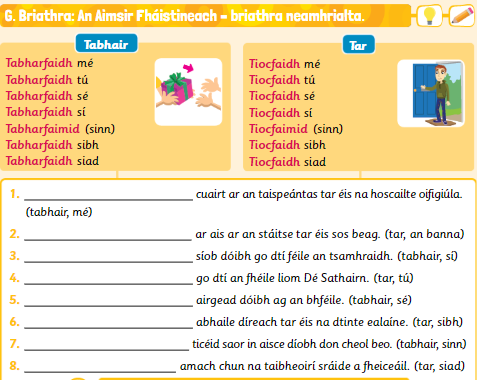 G. Briathra: An Aimsir Fháistineach – briathra neamhrialta.
Tabhair
Tabharfaidh mé
Tabharfaidh tú
Tabharfaidh sé
Tabharfaidh sí
Tabharfaimid (sinn)
Tabharfaidh sibh
Tabharfaidh siad
Tar
Tiocfaidh mé
Tiocfaidh tú
Tiocfaidh sé
Tiocfaidh sí
Tiocfaimid (sinn)
Tiocfaidh sibh
Tiocfaidh siad
1. ____________________ cuairt ar an taispeántas tar éis na hoscailte oifigiúla.
(tabhair, mé)
2. ____________________ ar ais ar an stáitse tar éis sos beag. (tar, an banna)
3. ____________________ síob dóibh go dtí féile an tsamhraidh. (tabhair, sí)
4. ____________________ go dtí an fhéile liom Dé Sathairn. (tar, tú)
5. ____________________ airgead dóibh ag an bhféile. (tabhair, sé)
6. ____________________ abhaile díreach tar éis na dtinte ealaíne. (tar, sibh)
7. ____________________ ticéid saor in aisce díobh don cheol beo. (tabhair, sinn)
8. ____________________ amach chun na taibheoirí sráide a fheiceáil. (tar, siad)